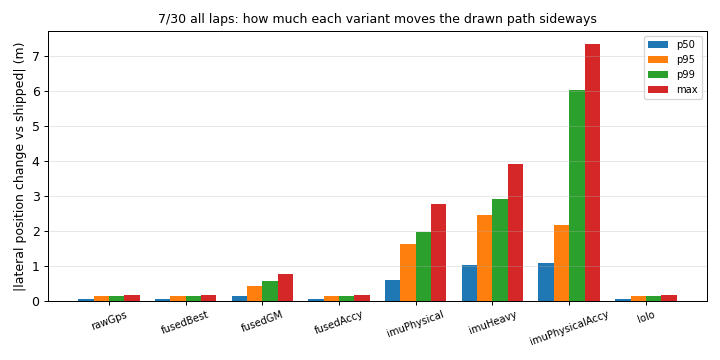 7/30 all laps: how much each variant moves the drawn path sideways
|lateral position change vs shipped| (m)
7
6
5
4
3
2
1
0
p50
p95
p99
max
rawGps
fusedBest
fusedGM
fusedAccy
imuPhysical
imuHeavy
imuPhysicalAccy
lolo